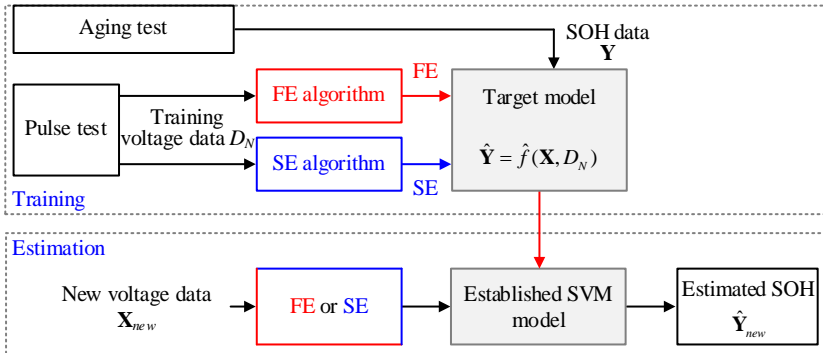 Aging test
SOH data
Y
Pulse test
Training
voltage data D_N
FE algorithm
FE
SE algorithm
SE
Target model
Ŷ = f̂(X, D_N)
Training
Estimation
New voltage data
X_new
FE or SE
Established SVM
model
Estimated SOH
Ŷ_new